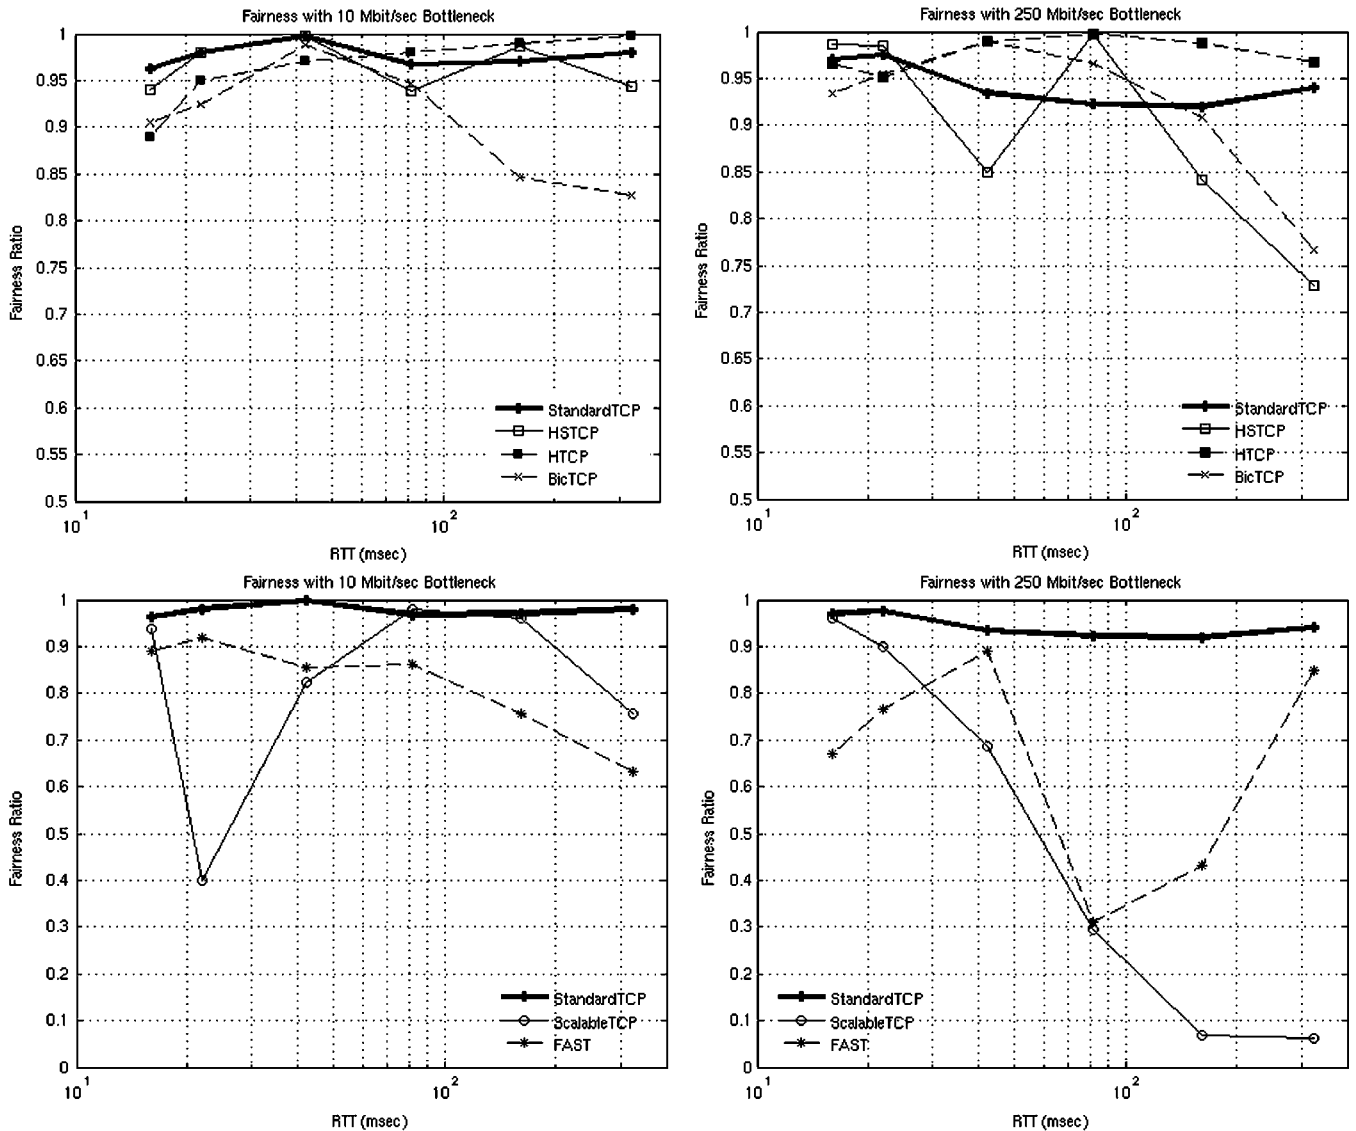 Fairness with 10 Mbit/sec Bottleneck
1
0.95
0.9
0.85
0.8
0.75
0.7
0.65
0.6
0.55
0.5
Fairness Ratio
StandardTCP
HSTCP
HTCP
BicTCP
10^1
10^2
RTT (msec)
Fairness with 250 Mbit/sec Bottleneck
1
0.95
0.9
0.85
0.8
0.75
0.7
0.65
0.6
0.55
0.5
Fairness Ratio
StandardTCP
HSTCP
HTCP
BicTCP
10^1
10^2
RTT (msec)
Fairness with 10 Mbit/sec Bottleneck
1
0.9
0.8
0.7
0.6
0.5
0.4
0.3
0.2
0.1
0
Fairness Ratio
StandardTCP
ScalableTCP
FAST
10^1
10^2
RTT (msec)
Fairness with 250 Mbit/sec Bottleneck
1
0.9
0.8
0.7
0.6
0.5
0.4
0.3
0.2
0.1
0
Fairness Ratio
StandardTCP
ScalableTCP
FAST
10^1
10^2
RTT (msec)